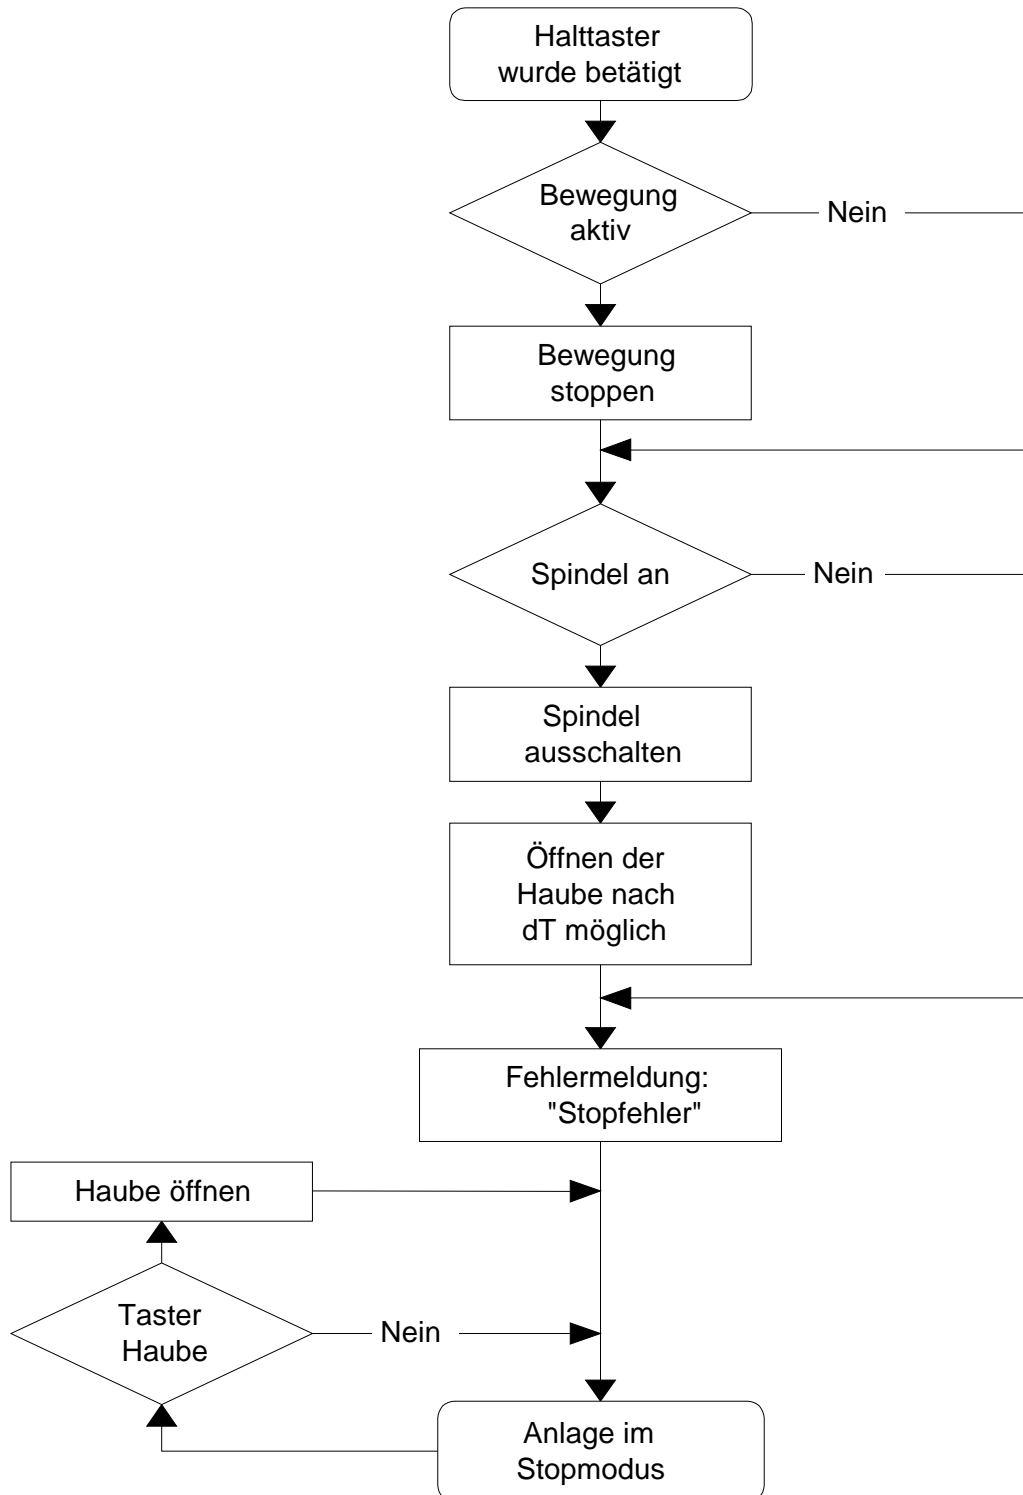 Halttaster
wurde betätigt
Bewegung
aktiv
Nein
Bewegung
stoppen
Spindel an
Nein
Spindel
ausschalten
Öffnen der
Haube nach
dT möglich
Fehlermeldung:
"Stopfehler"
Haube öffnen
Taster
Haube
Nein
Anlage im
Stopmodus